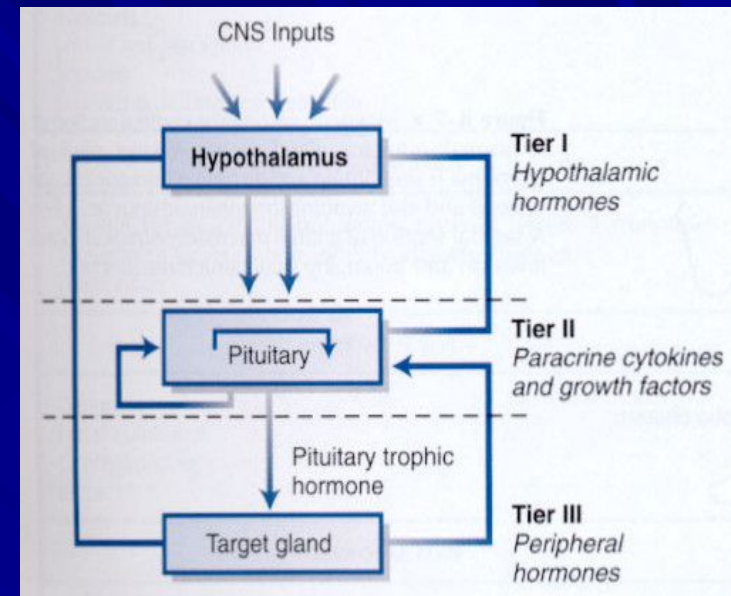 CNS Inputs
Hypothalamus
Tier I
Hypothalamic
hormones
Pituitary
Tier II
Paracrine cytokines
and growth factors
Pituitary trophic
hormone
Target gland
Tier III
Peripheral
hormones